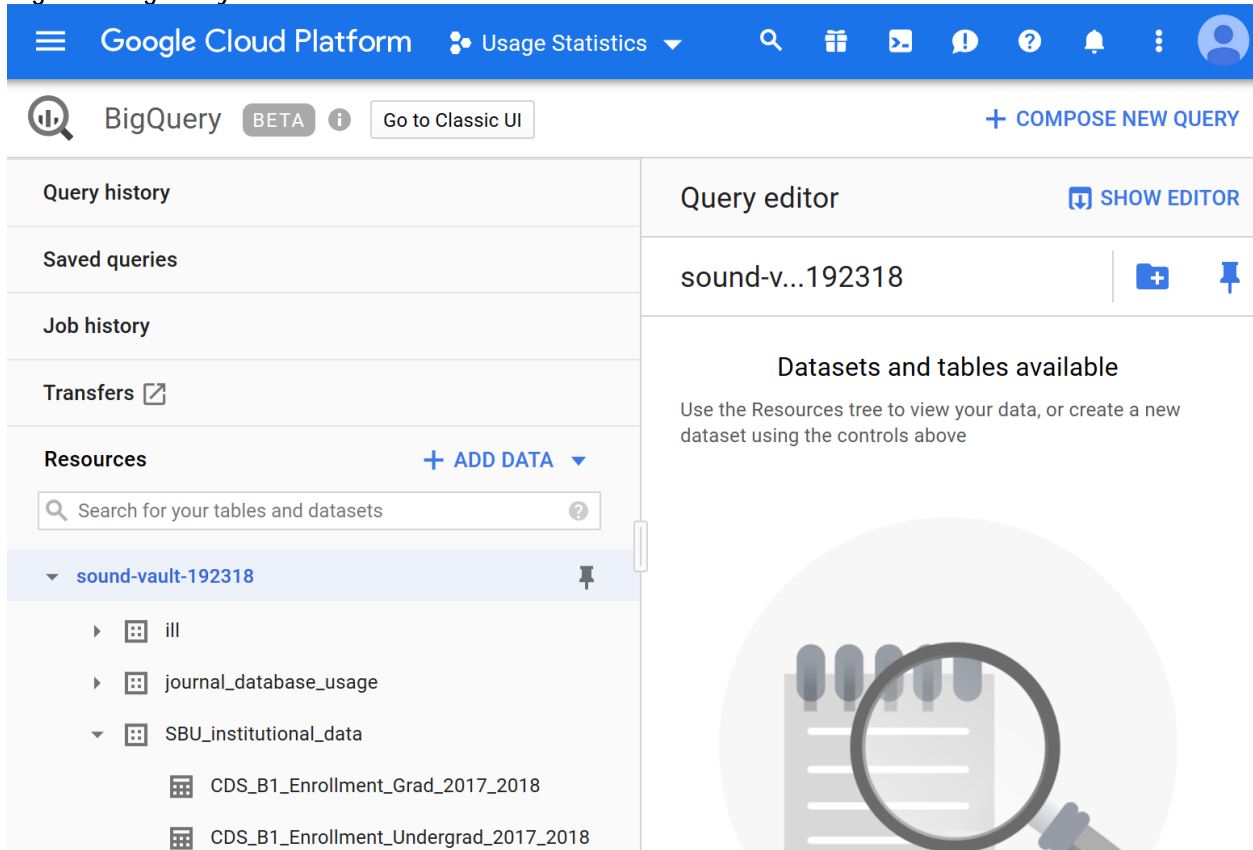 Google Cloud Platform Usage Statistics
BigQuery BETA Go to Classic UI
+ COMPOSE NEW QUERY
Query history
Saved queries
Job history
Transfers
Resources
+ ADD DATA
Search for your tables and datasets
sound-vault-192318
ill
journal_database_usage
SBU_institutional_data
CDS_B1_Enrollment_Grad_2017_2018
CDS_B1_Enrollment_Undergrad_2017_2018
Query editor
SHOW EDITOR
sound-v...192318
Datasets and tables available
Use the Resources tree to view your data, or create a new
dataset using the controls above